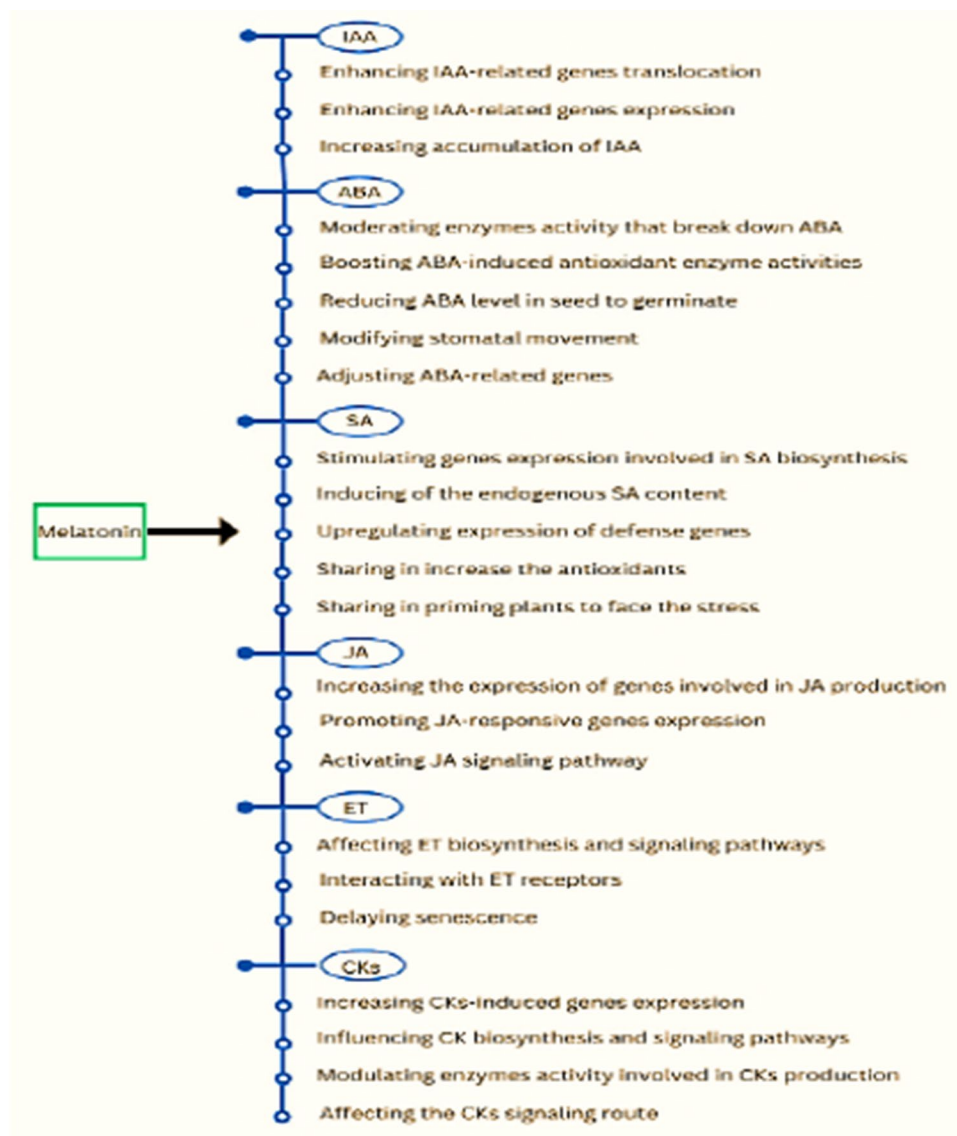 IAA
Enhancing IAA-related genes translocation
Enhancing IAA-related genes expression
Increasing accumulation of IAA
ABA
Moderating enzymes activity that break down ABA
Boosting ABA-induced antioxidant enzyme activities
Reducing ABA level in seed to germinate
Modifying stomatal movement
Adjusting ABA-related genes
SA
Stimulating genes expression involved in SA biosynthesis
Inducing of the endogenous SA content
Melatonin
Upregulating expression of defense genes
Sharing in increase the antioxidants
Sharing in priming plants to face the stress
JA
Increasing the expression of genes involved in JA production
Promoting JA-responsive genes expression
Activating JA signaling pathway
ET
Affecting ET biosynthesis and signaling pathways
Interacting with ET receptors
Delaying senescence
CKs
Increasing CKs-induced genes expression
Influencing CK biosynthesis and signaling pathways
Modulating enzymes activity involved in CKs production
Affecting the CKs signaling route